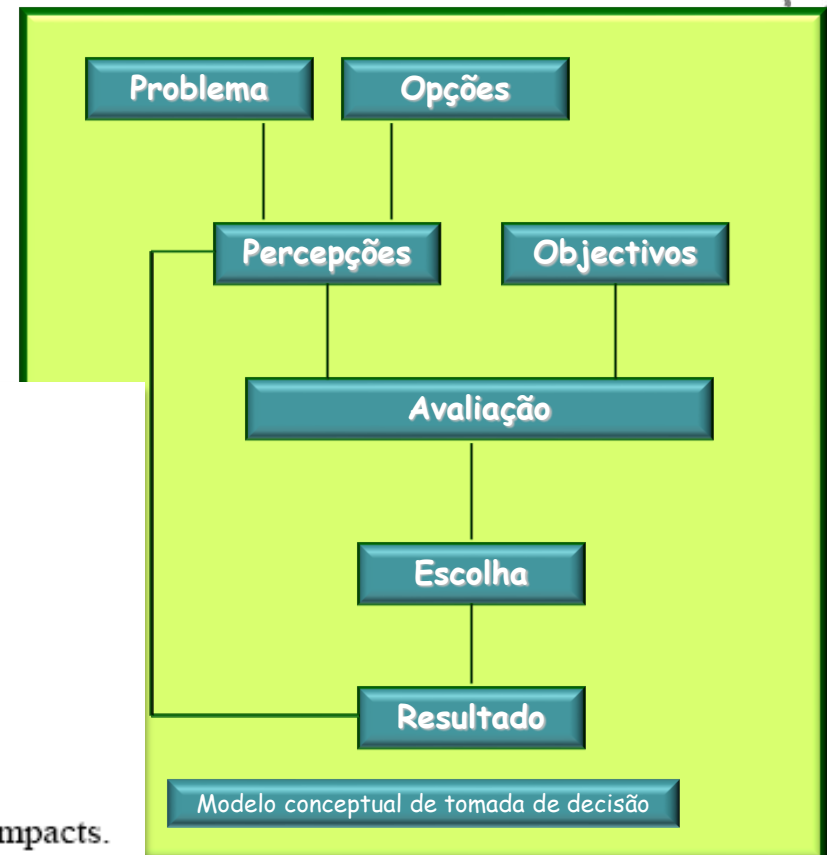 Problema
Opções
Percepções
Objectivos
Avaliação
Escolha
Resultado
Modelo conceptual de tomada de decisão
mpacts.